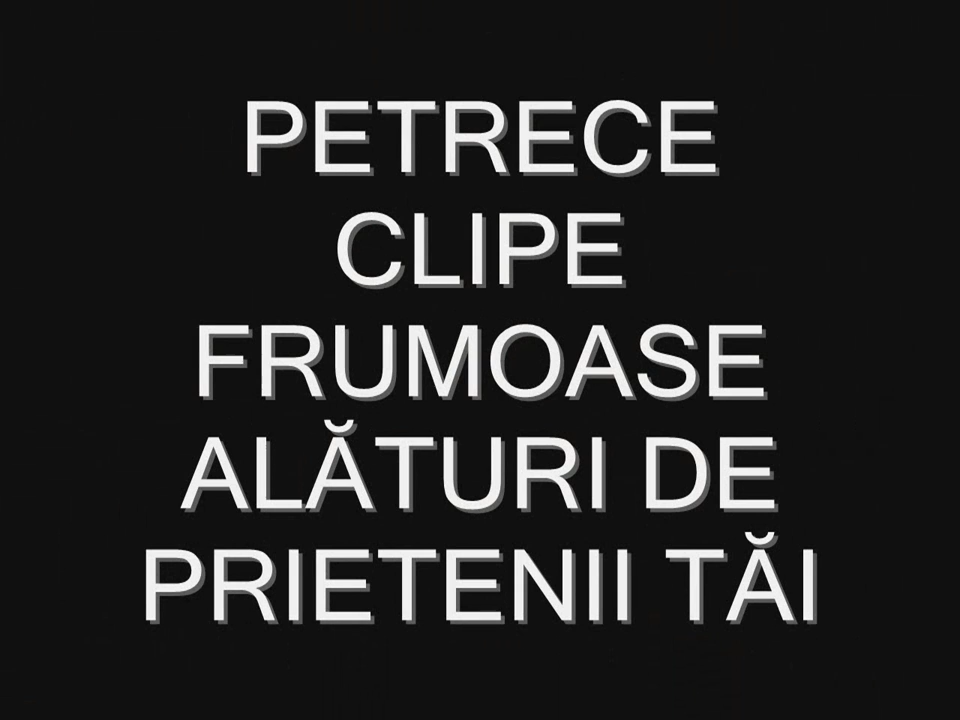 PETRECE
CLIPE
FRUMOASE
ALĂTURI DE
PRIETENII TĂI